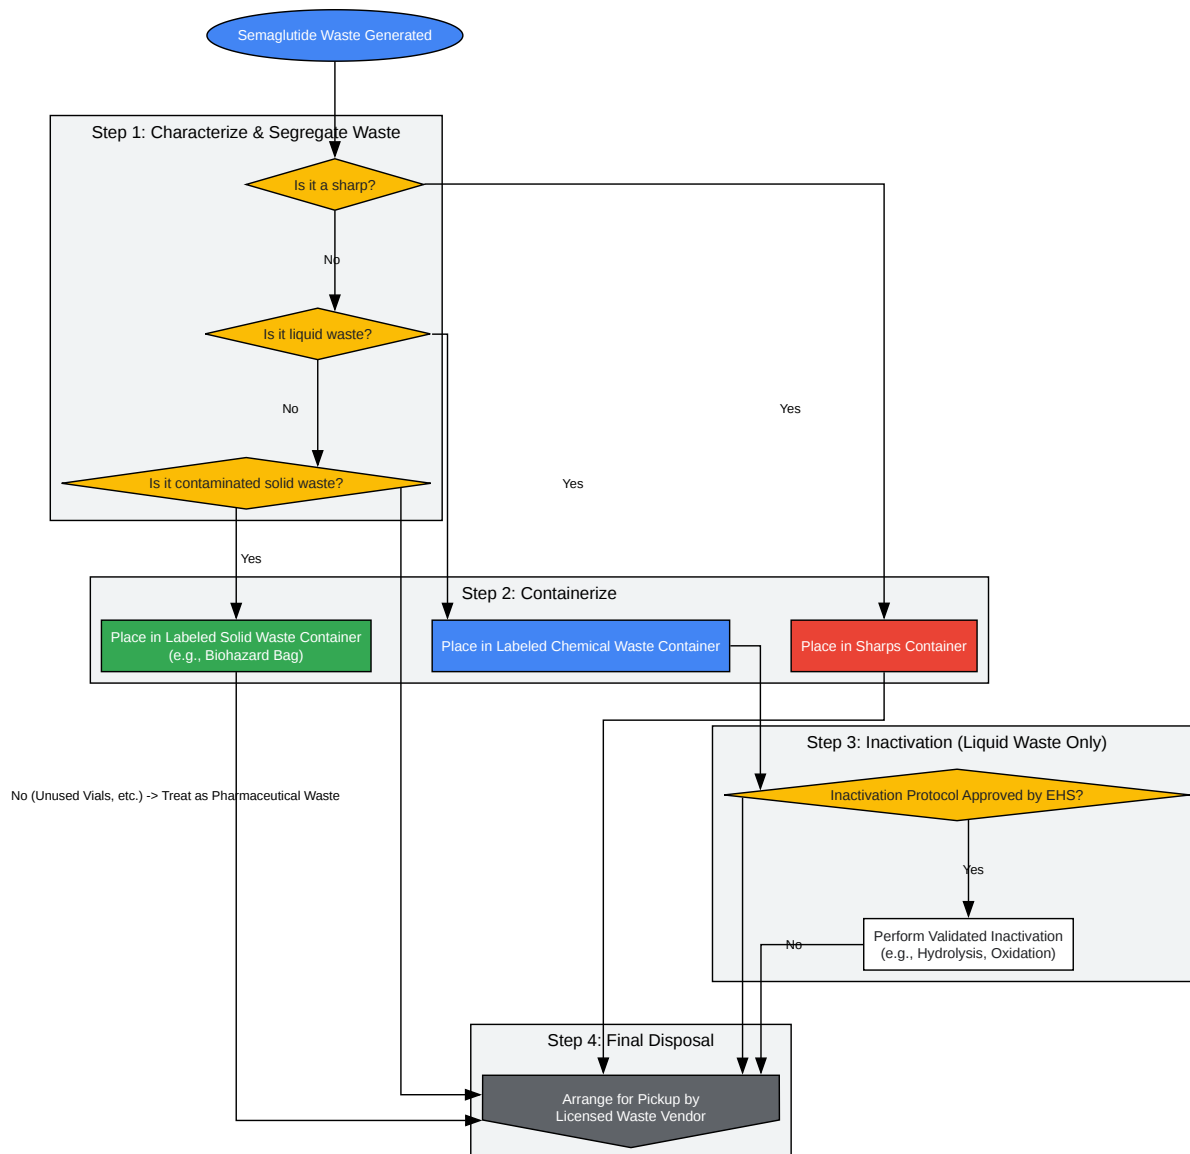 Semaglutide Waste Generated
Step 1: Characterize & Segregate Waste
Is it a sharp?
No
Is it liquid waste?
No
Yes
Is it contaminated solid waste?
Yes
Yes
Step 2: Containerize
Place in Labeled Solid Waste Container
(e.g., Biohazard Bag)
Place in Labeled Chemical Waste Container
Place in Sharps Container
Step 3: Inactivation (Liquid Waste Only)
No (Unused Vials, etc.) -> Treat as Pharmaceutical Waste
Inactivation Protocol Approved by EHS?
Yes
Perform Validated Inactivation
(e.g., Hydrolysis, Oxidation)
No
Step 4: Final Disposal
Arrange for Pickup by
Licensed Waste Vendor